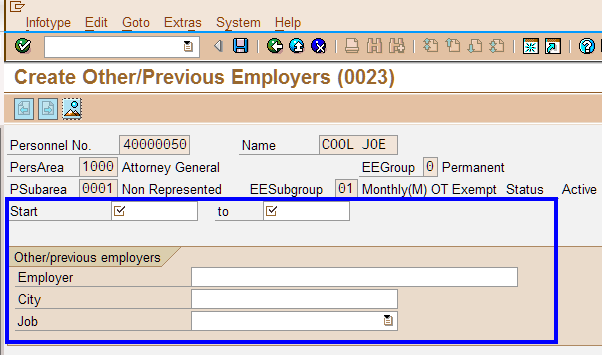 Infotype Edit Goto Extras System Help
Create Other/Previous Employers (0023)
Personnel No. 40000050 Name COOL JOE
PersArea 1000 Attorney General EEGroup 0 Permanent
PSubarea 0001 Non Represented EESubgroup 01 Monthly(M) OT Exempt Status Active
Start to
Other/previous employers
Employer
City
Job